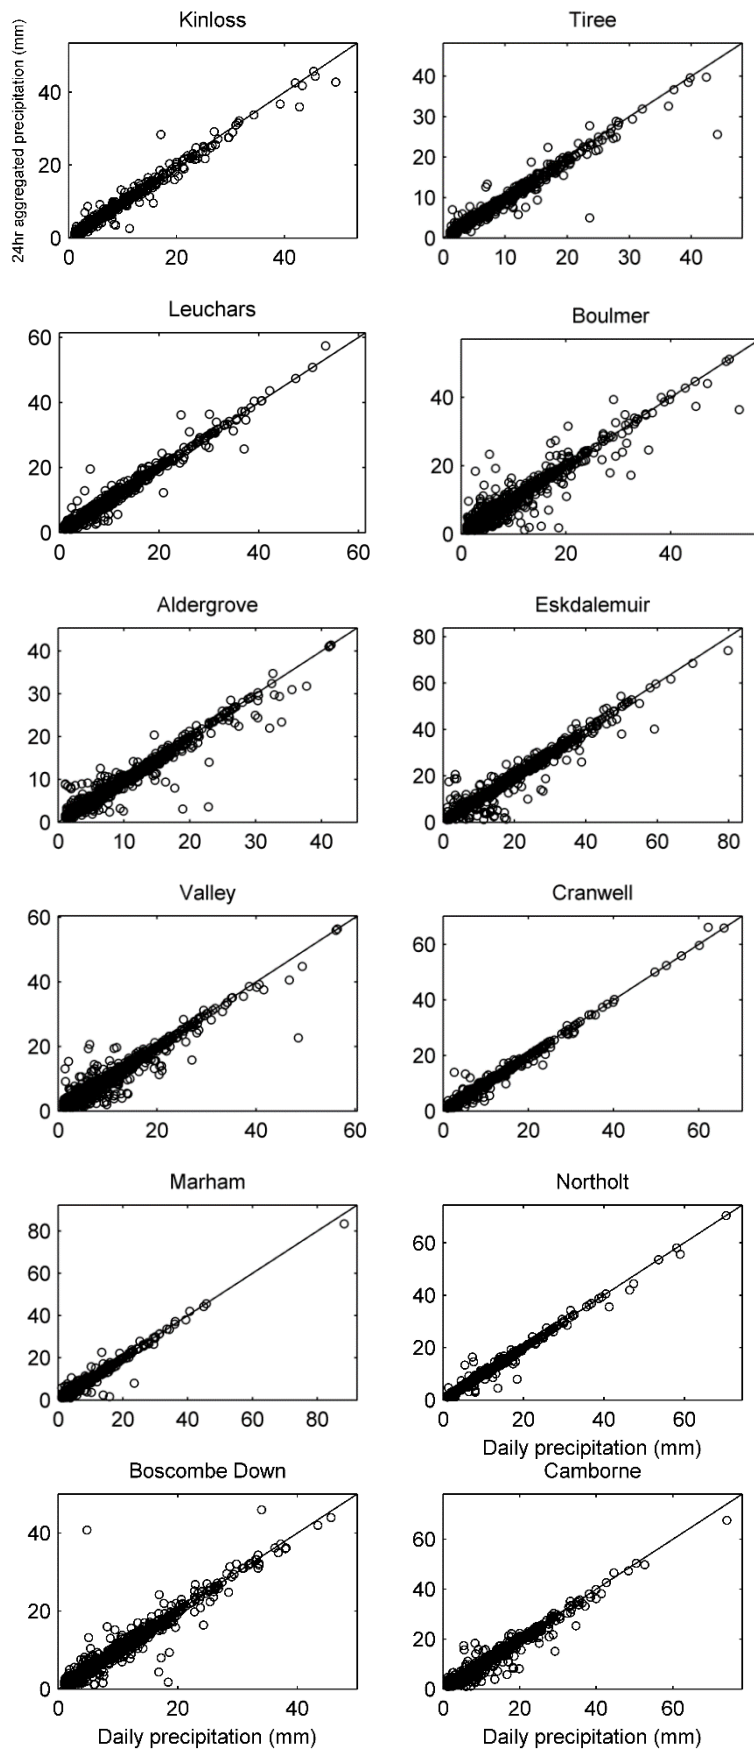 Kinloss
Tiree
24hr aggregated precipitation (mm)
40
20
0
0 20 40
40
30
20
10
0
0 10 20 30 40
Leuchars
Boulmer
60
40
20
0
0 20 40 60
40
20
0
0 20 40
Aldergrove
Eskdalemuir
40
30
20
10
0
0 10 20 30 40
80
60
40
20
0
0 20 40 60 80
Valley
Cranwell
60
40
20
0
0 20 40 60
60
40
20
0
0 20 40 60
Marham
Northolt
80
60
40
20
0
0 20 40 60 80
60
40
20
0
0 20 40 60
Daily precipitation (mm)
Boscombe Down
Camborne
40
20
0
0 20 40
Daily precipitation (mm)
60
40
20
0
0 20 40 60
Daily precipitation (mm)